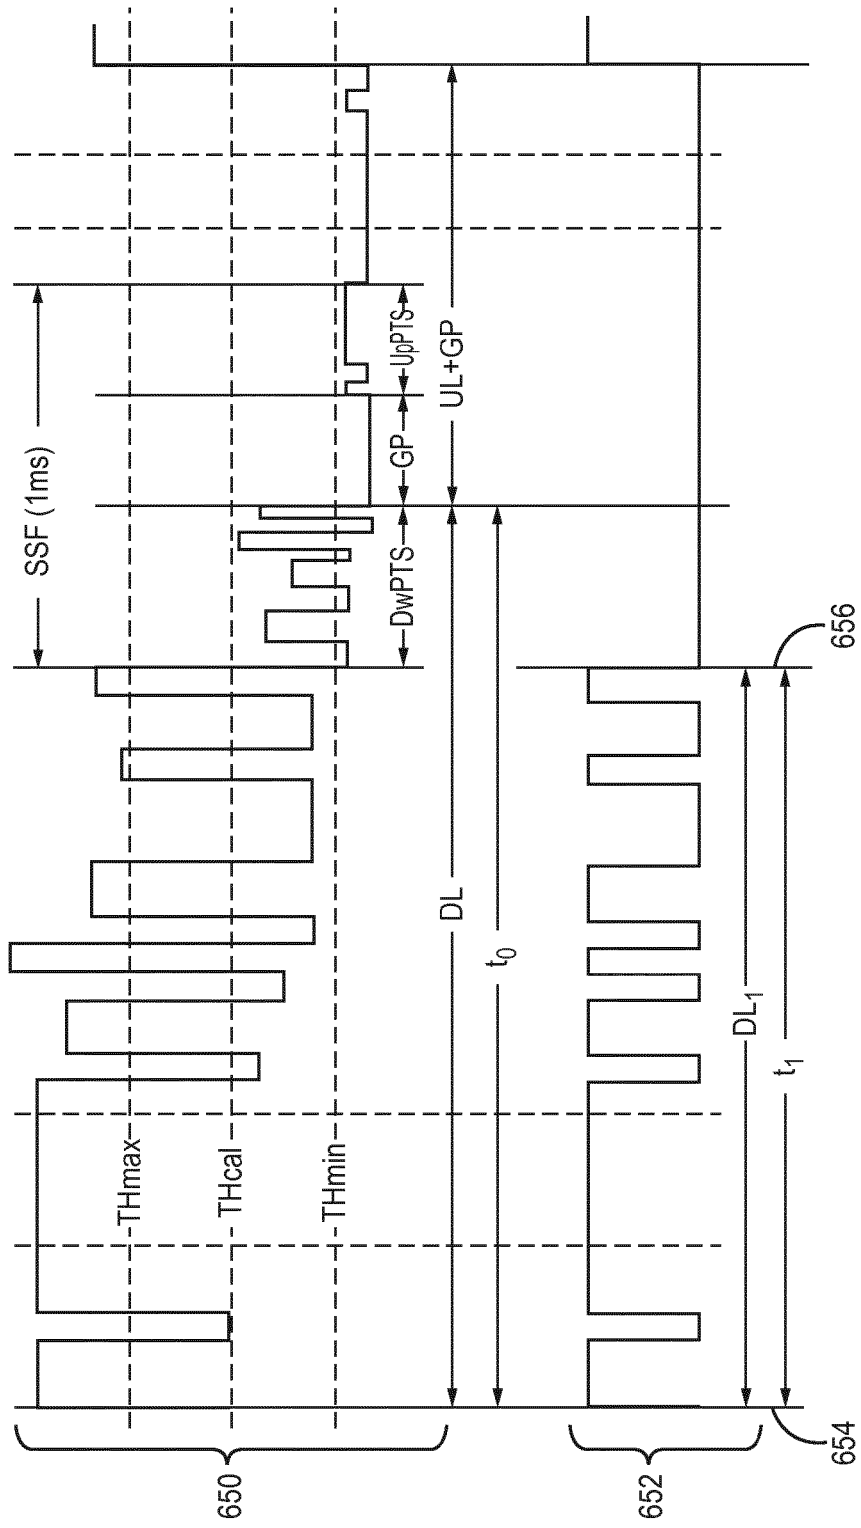 650
THmax
THcal
THmin
SSF (1ms)
DwPTS
GP
UpPTS
DL
UL+GP
t0
652
DL1
t1
654
656